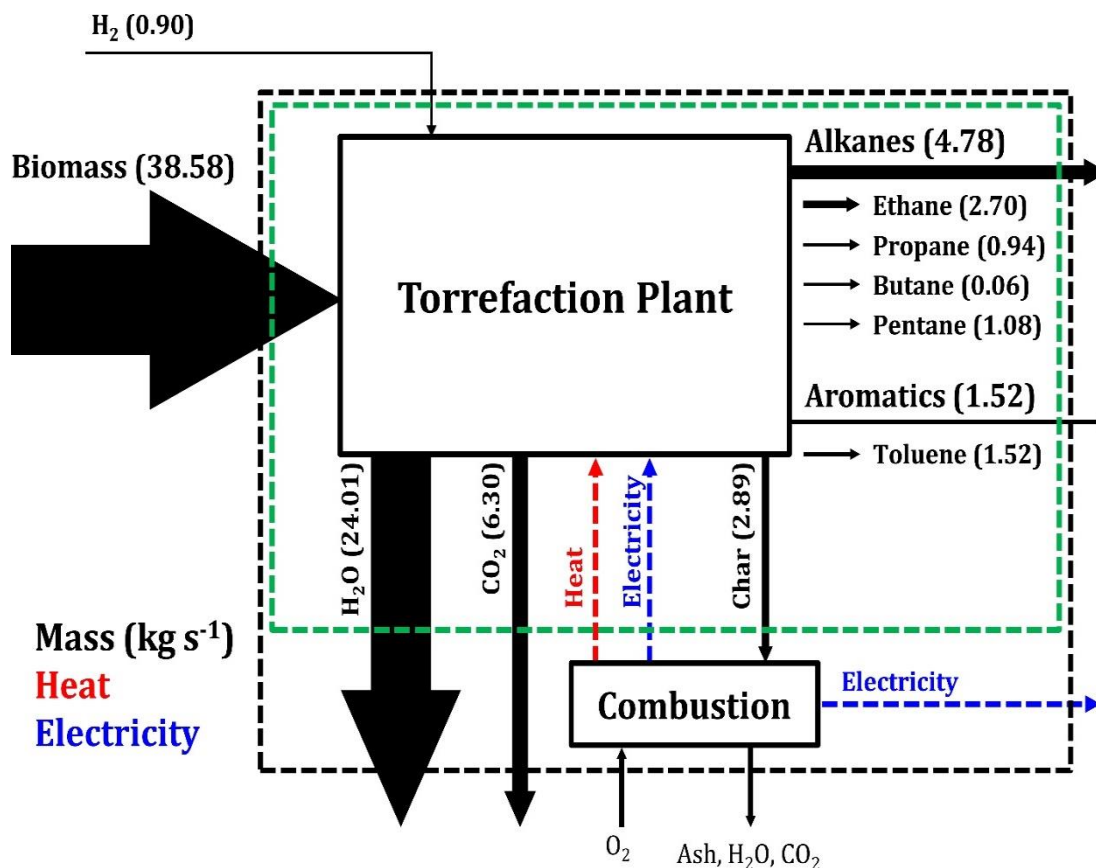 H₂ (0.90)
Biomass (38.58)
Torrefaction Plant
Alkanes (4.78)
Ethane (2.70)
Propane (0.94)
Butane (0.06)
Pentane (1.08)
Aromatics (1.52)
Toluene (1.52)
H₂O (24.01)
CO₂ (6.30)
Heat
Electricity
Char (2.89)
Mass (kg s⁻¹)
Heat
Electricity
Combustion
Electricity
O₂
Ash, H₂O, CO₂